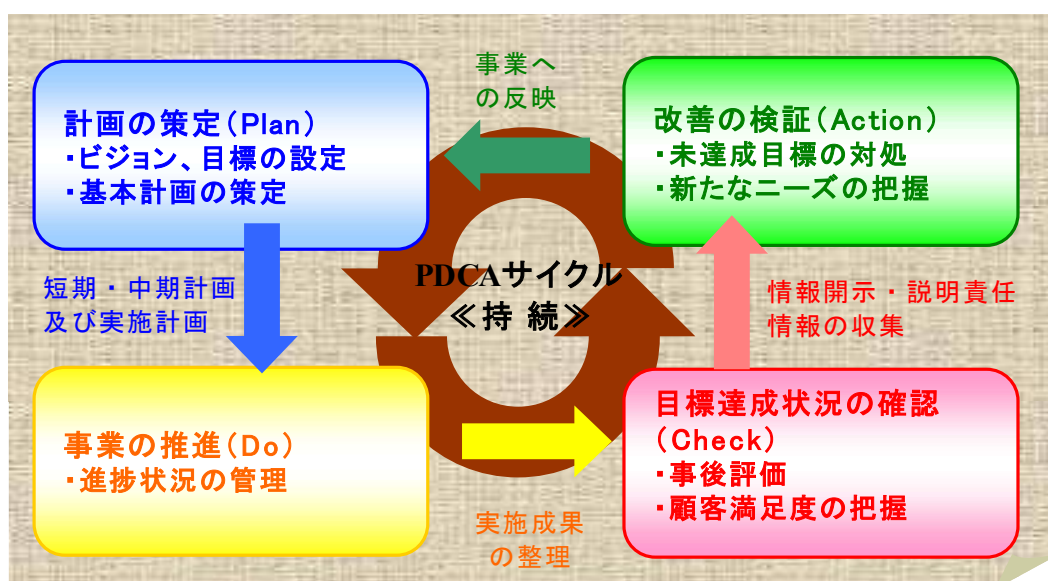 事業へ
の反映
計画の策定(Plan)
・ビジョン、目標の設定
・基本計画の策定
改善の検証(Action)
・未達成目標の対処
・新たなニーズの把握
PDCAサイクル
≪持 続≫
短期・中期計画
及び実施計画
情報開示・説明責任
情報の収集
事業の推進(Do)
・進捗状況の管理
目標達成状況の確認
(Check)
・事後評価
・顧客満足度の把握
実施成果
の整理